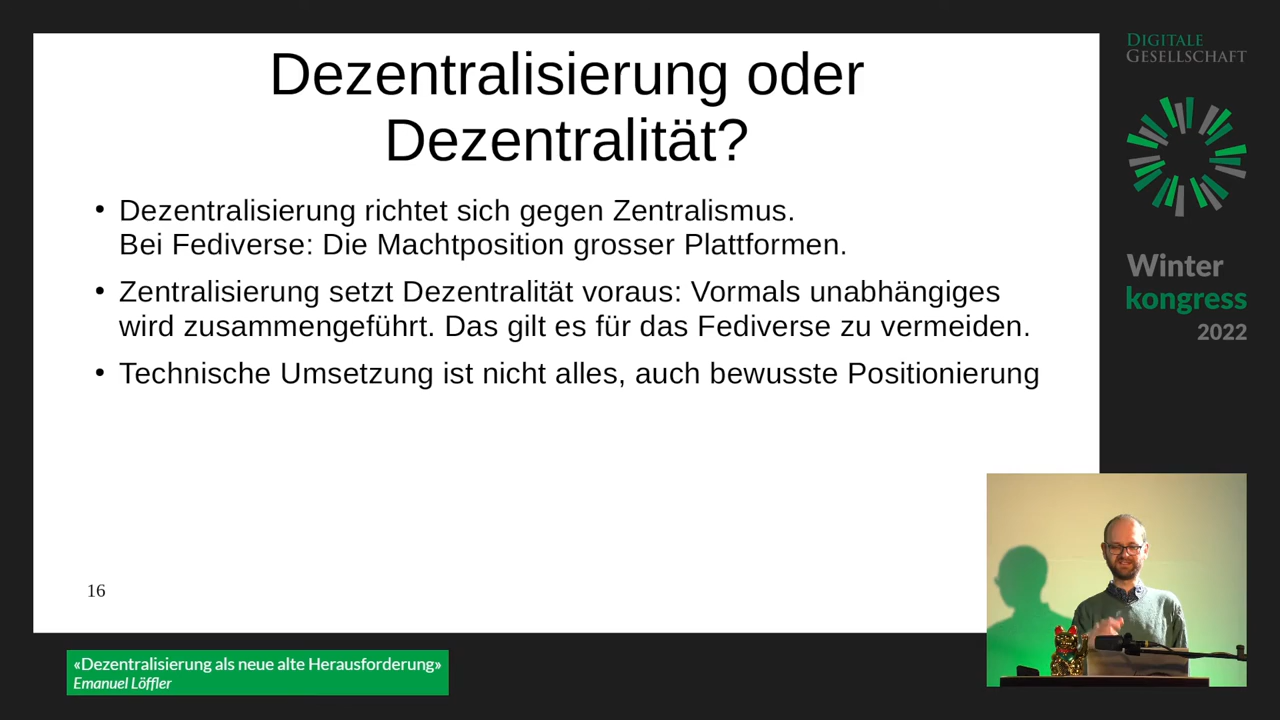 Dezentralisierung oder
Dezentralität?
• Dezentralisierung richtet sich gegen Zentralismus.
Bei Fediverse: Die Machtposition grosser Plattformen.
• Zentralisierung setzt Dezentralität voraus: Vormals unabhängiges
wird zusammengeführt. Das gilt es für das Fediverse zu vermeiden.
• Technische Umsetzung ist nicht alles, auch bewusste Positionierung
16
DIGITALE
GESELLSCHAFT
Winter
kongress
2022
«Dezentralisierung als neue alte Herausforderung»
Emanuel Löffler